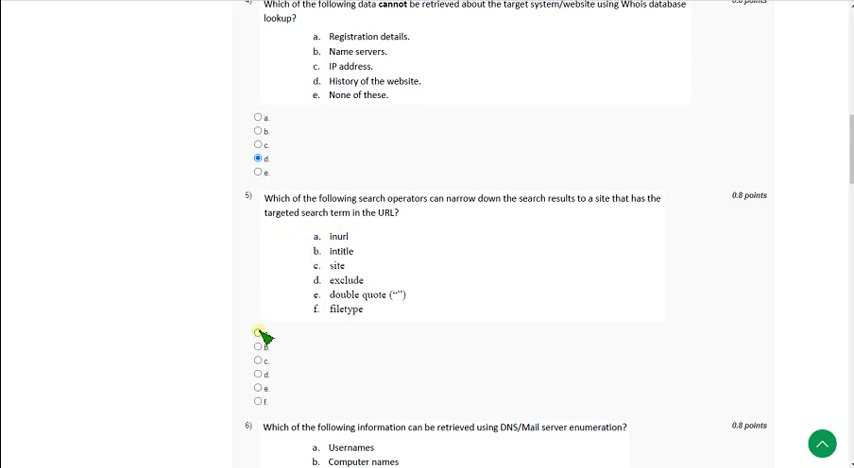 4) Which of the following data cannot be retrieved about the target system/website using Whois database
0.8 points
lookup?
a. Registration details.
b. Name servers.
c. IP address.
d. History of the website.
e. None of these.
a.
b.
c.
d.
e.
5) Which of the following search operators can narrow down the search results to a site that has the
0.8 points
targeted search term in the URL?
a. inurl
b. intitle
c. site
d. exclude
e. double quote (“”)
f. filetype
b.
c.
d.
e.
f.
6) Which of the following information can be retrieved using DNS/Mail server enumeration?
0.8 points
a. Usernames
b. Computer names